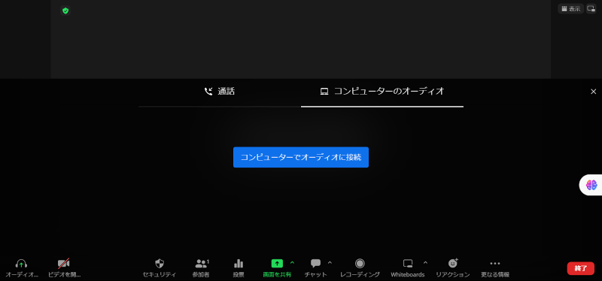 表示
通話
コンピューターのオーディオ
コンピューターでオーディオに接続
オーディオ...
ビデオを開...
セキュリティ
参加者
1
投票
画面を共有
チャット
レコーディング
Whiteboards
リアクション
更なる情報
終了